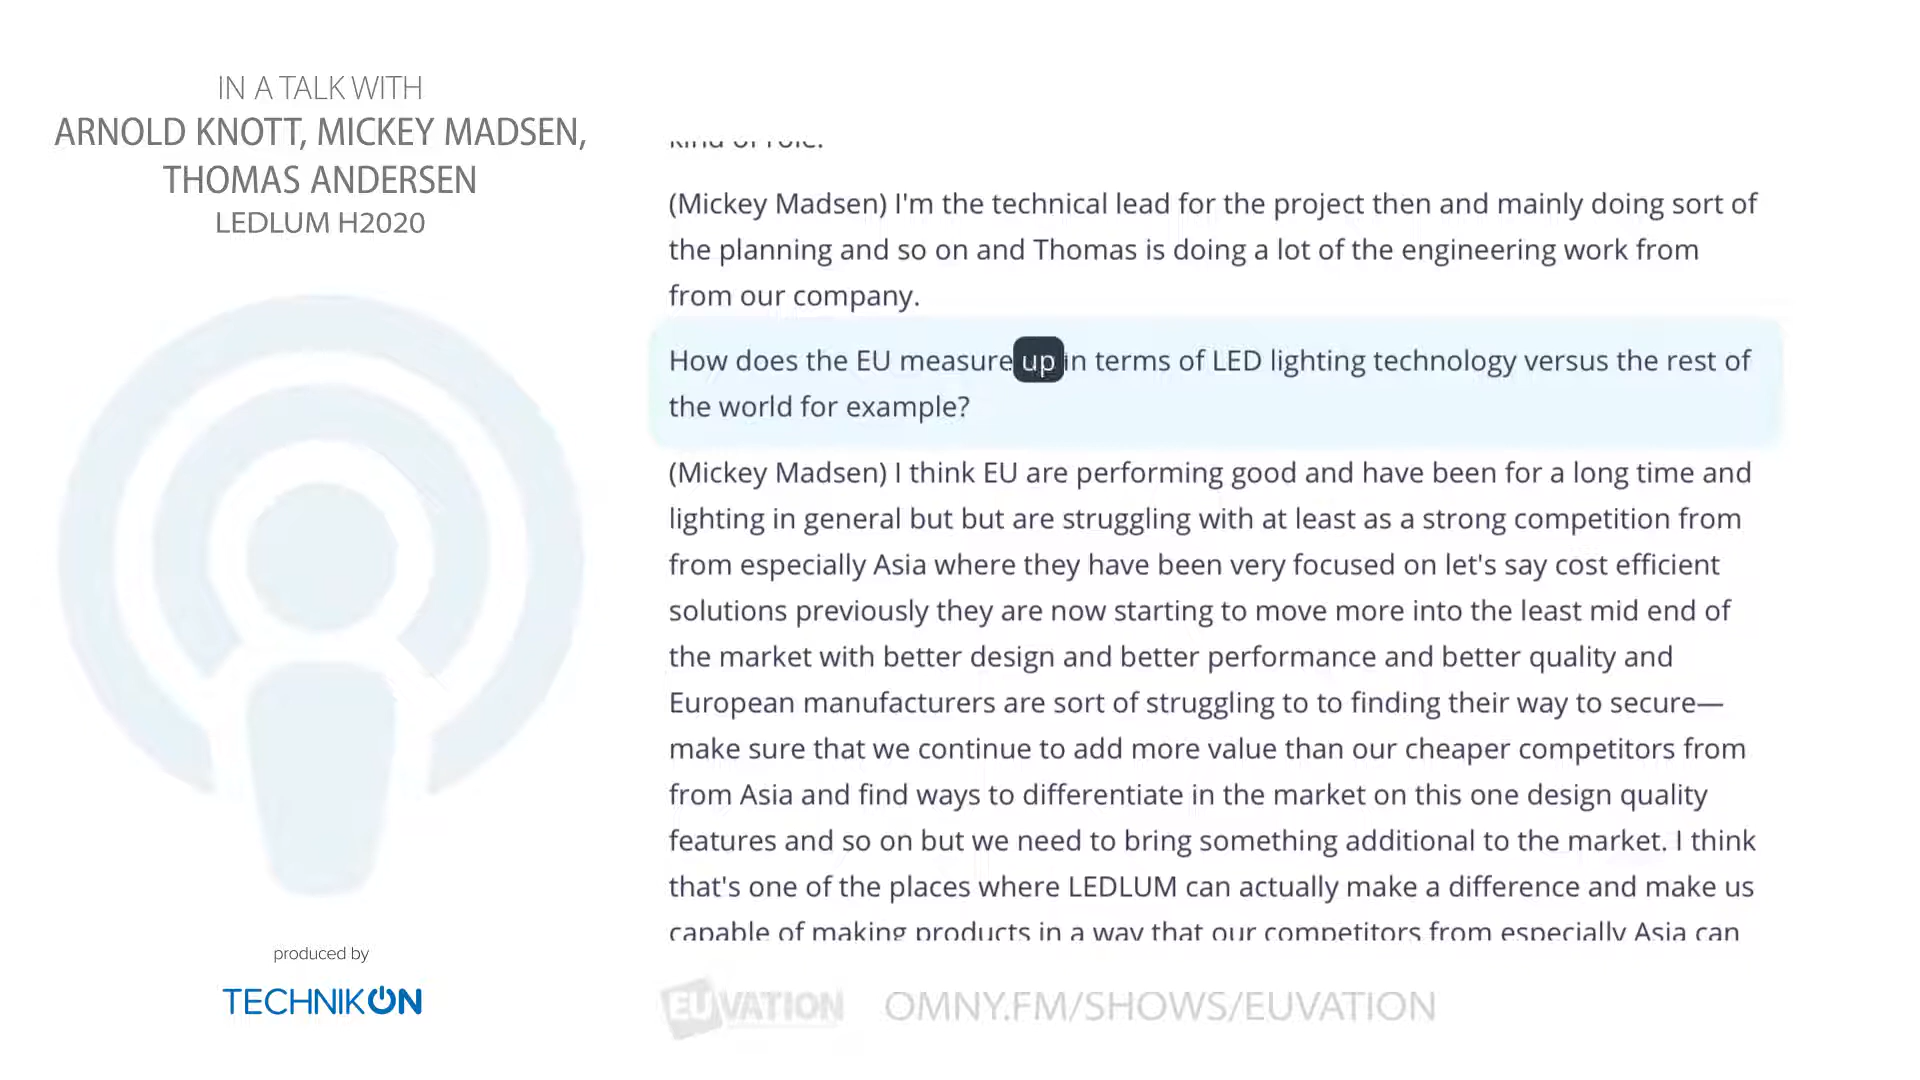 IN A TALK WITH
ARNOLD KNOTT, MICKEY MADSEN,
THOMAS ANDERSEN
LEDLUM H2020
kind of role.
(Mickey Madsen) I'm the technical lead for the project then and mainly doing sort of
the planning and so on and Thomas is doing a lot of the engineering work from
from our company.
How does the EU measure up in terms of LED lighting technology versus the rest of
the world for example?
(Mickey Madsen) I think EU are performing good and have been for a long time and
lighting in general but but are struggling with at least as a strong competition from
from especially Asia where they have been very focused on let's say cost efficient
solutions previously they are now starting to move more into the least mid end of
the market with better design and better performance and better quality and
European manufacturers are sort of struggling to to finding their way to secure—
make sure that we continue to add more value than our cheaper competitors from
from Asia and find ways to differentiate in the market on this one design quality
features and so on but we need to bring something additional to the market. I think
that's one of the places where LEDLUM can actually make a difference and make us
capable of making products in a way that our competitors from especially Asia can
produced by
TECHNIKON
EUVATION OMNY.FM/SHOWS/EUVATION